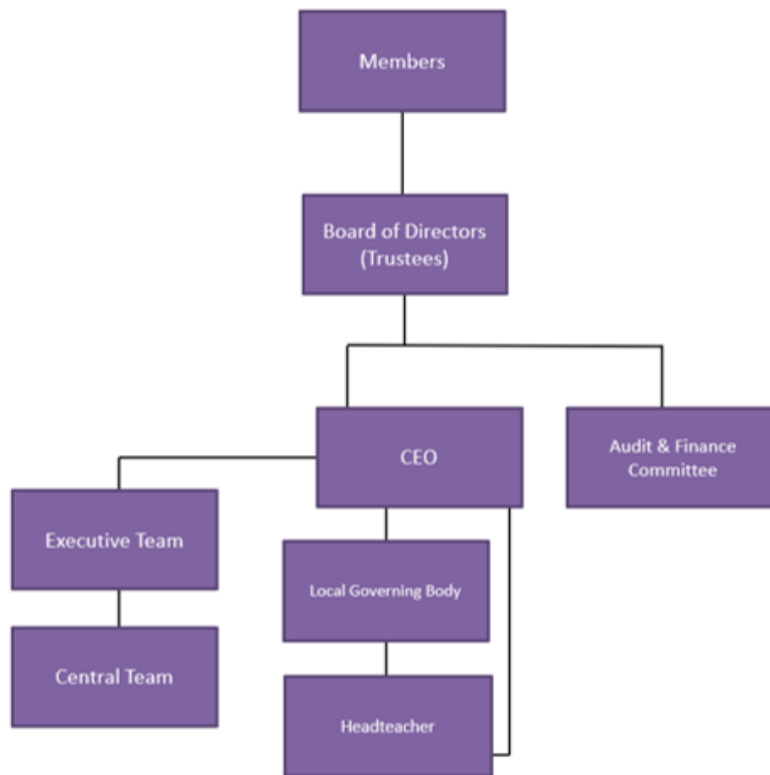 Members
Board of Directors
(Trustees)
CEO
Audit & Finance
Committee
Executive Team
Local Governing Body
Central Team
Headteacher